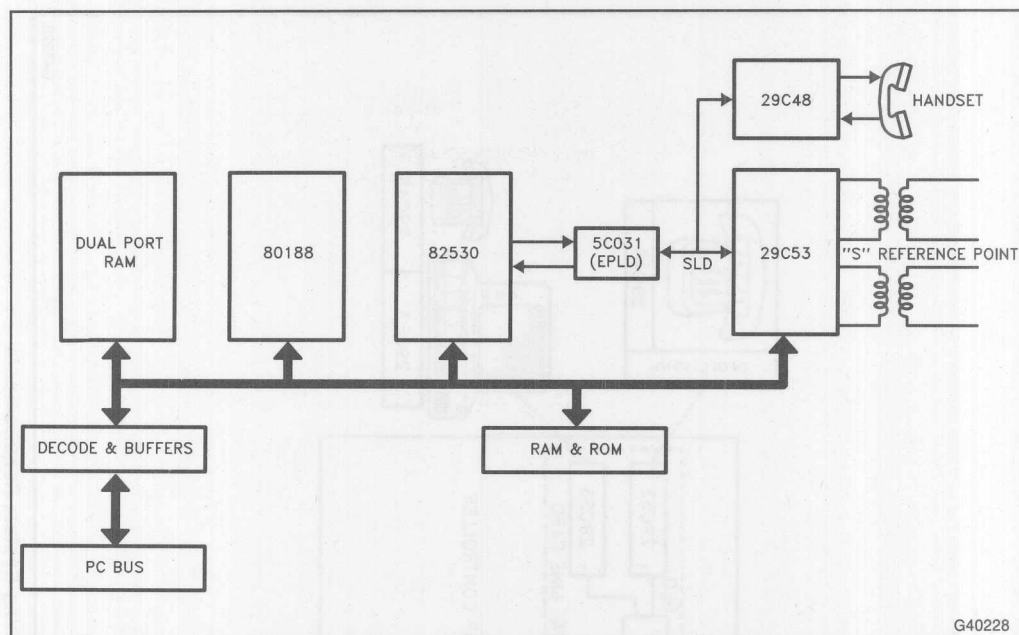 29C48
HANDSET
DUAL PORT
RAM
80188
82530
5C031
(EPLD)
SLD
29C53
"S" REFERENCE POINT
DECODE & BUFFERS
RAM & ROM
PC BUS
G40228